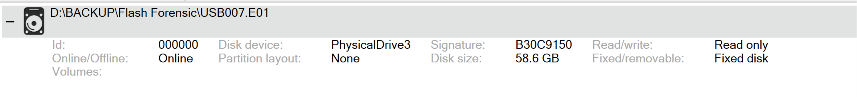 D:\BACKUP\Flash Forensic\USB007.E01
Id: 000000 Disk device: PhysicalDrive3 Signature: B30C9150 Read/write: Read only
Online/Offline: Online Partition layout: None Disk size: 58.6 GB Fixed/removable: Fixed disk
Volumes: